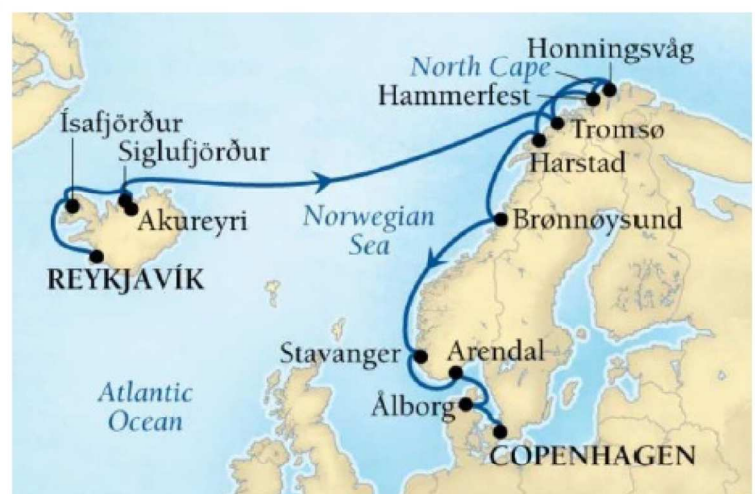 Honningsvåg
North Cape
Hammerfest
Tromsø
Harstad
Ísafjörður
Siglufjörður
Akureyri
REYKJAVÍK
Norwegian
Sea
Brønnøysund
Stavanger
Arendal
Ålborg
COPENHAGEN
Atlantic
Ocean